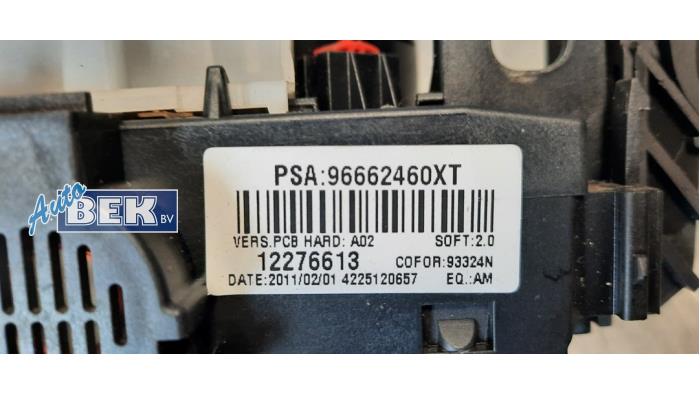 PSA:96662460XT
VERS.PCB HARD: A02 SOFT:2.0
12276613 COFOR:93324N
DATE:2011/02/01 4225120657 EQ.:AM
Auto
BEK BV